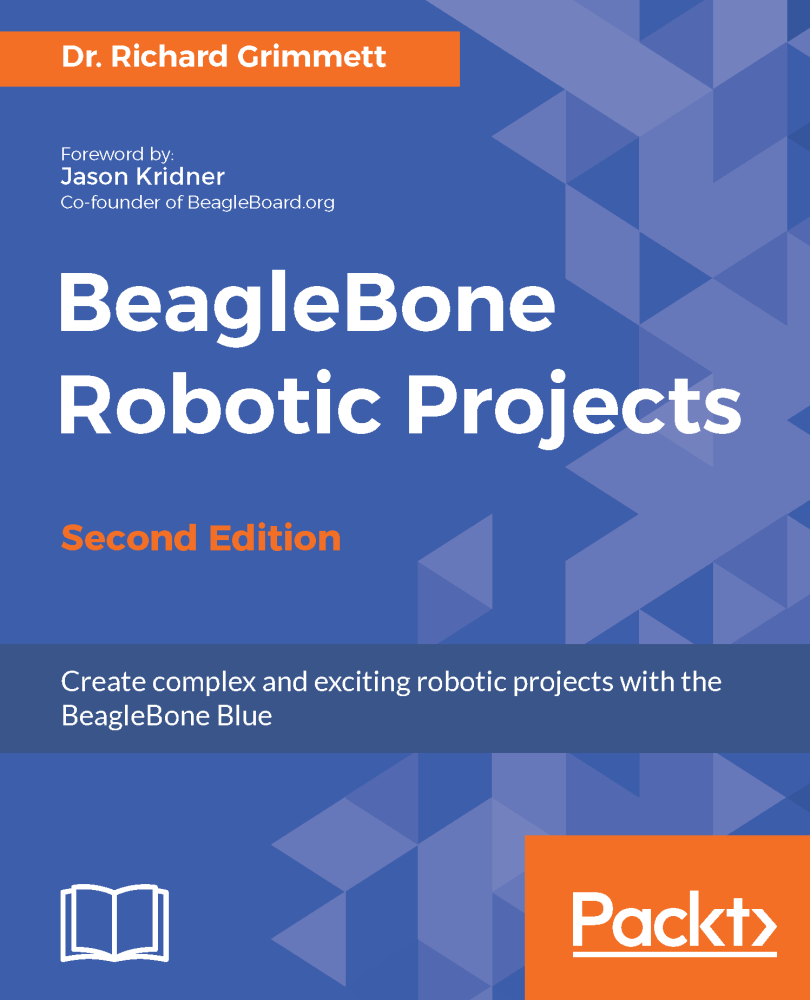 Dr. Richard Grimmett
Foreword by:
Jason Kridner
Co-founder of BeagleBoard.org
BeagleBone
Robotic Projects
Second Edition
Create complex and exciting robotic projects with the
BeagleBone Blue
Packt>